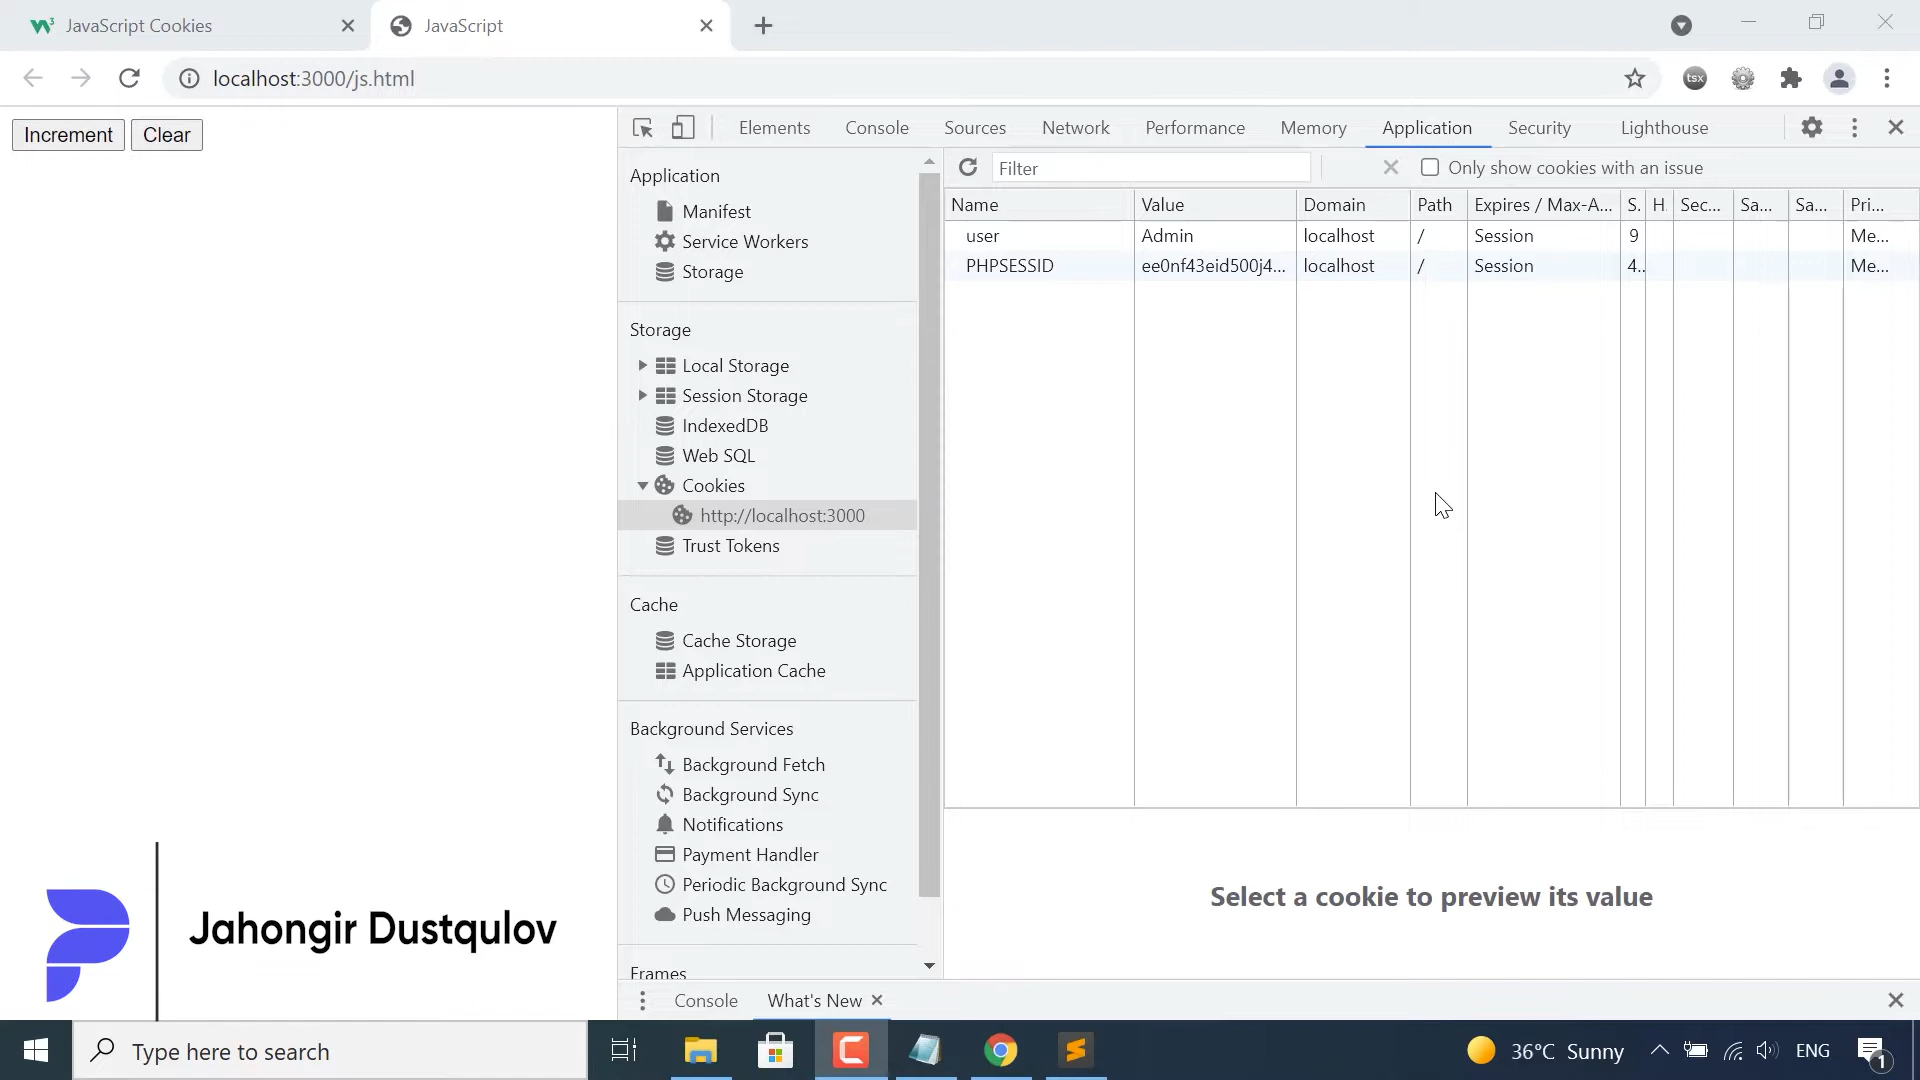 JavaScript Cookies
JavaScript
localhost:3000/js.html
tsx
Increment
Clear
Elements
Console
Sources
Network
Performance
Memory
Application
Security
Lighthouse
Application
Manifest
Service Workers
Storage
Storage
Local Storage
Session Storage
IndexedDB
Web SQL
Cookies
http://localhost:3000
Trust Tokens
Cache
Cache Storage
Application Cache
Background Services
Background Fetch
Background Sync
Notifications
Payment Handler
Periodic Background Sync
Push Messaging
Frames
Filter
Only show cookies with an issue
Name Value Domain Path Expires / Max-A... S. H. Sec... Sa... Sa... Pri...
user Admin localhost / Session 9 Me...
PHPSESSID ee0nf43eid500j4... localhost / Session 4.. Me...
Select a cookie to preview its value
Console
What's New
Jahongir Dustqulov
Type here to search
36°C Sunny
ENG
1